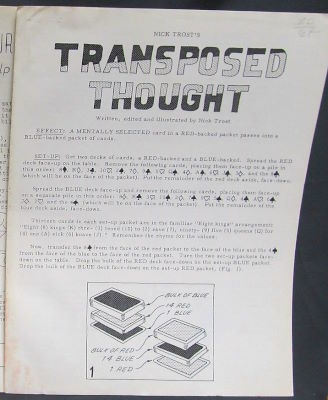 NICK TROST'S
TRANSPOSED
THOUGHT
Written, edited and illustrated by Nick Trost
EFFECT: A MENTALLY SELECTED card in a RED-backed packet passes into a
BLUE-backed packet of cards.
SET-UP: Get two decks of cards, a RED-backed and a BLUE-backed. Spread the RED
deck face-up on the table. Remove the following cards, placing them face-up on a pile in
this order:
(which will be on the face of the packet). Put the remainder of the red deck aside, face-down.
Spread the BLUE deck face-up and remove the following cards, placing them face-up
on a separate pile in this order:
and the (which will be the face of the packet). Put the remainder of the
blue deck aside, face-down.
Thirteen cards in each set-up packet are in the familiar "Eight kings" arrangement:
"Eight (8) kings (K) three- (3) tened (10) to (2) save (7), ninety- (9) five (5) queens (Q) for
(4) one (A) sick (6) knave (J)." Remember the rhyme for the values.
Now, transfer the from the face of the red packet to the face of the blue and the
from the face of the blue to the face of the red packet. Turn the two set-up packets face-
down on the table. Drop the bulk of the RED deck face-down on the set-up BLUE packet.
Drop the bulk of the BLUE deck face-down on the set-up RED packet, (Fig. 1).
BULK OF BLUE
14 RED
1 BLUE
BULK OF RED
14 BLUE
1 RED
1